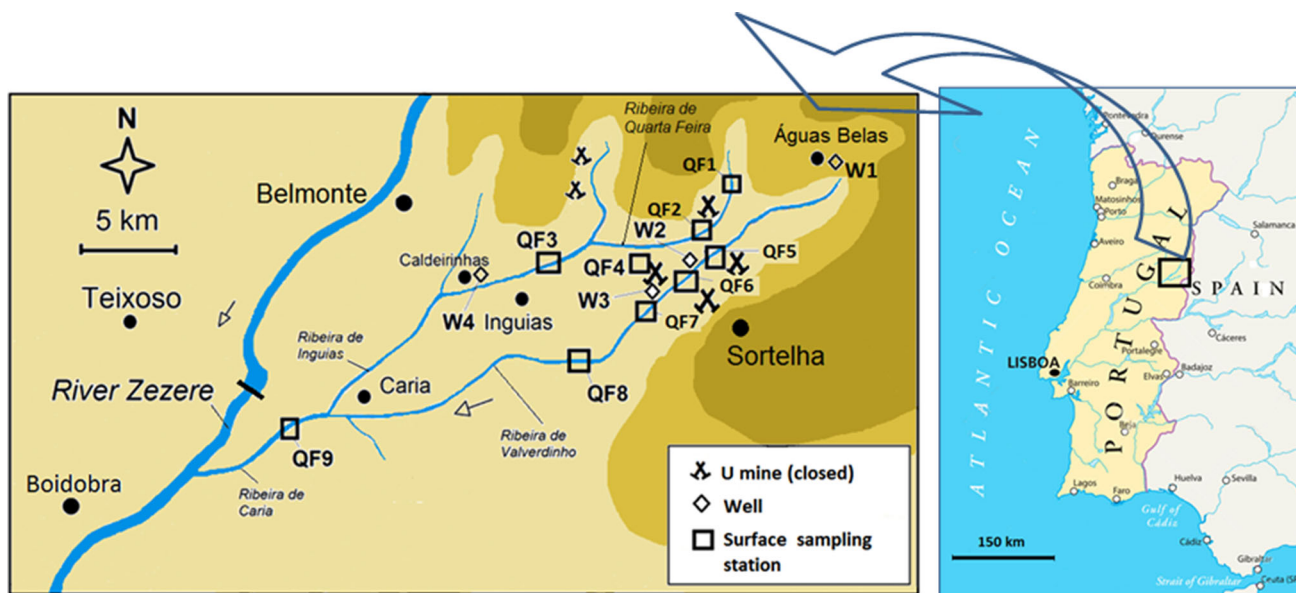 N
5 km
Belmonte
Teixoso
River Zezere
Boidobra
Ribeira de
Quarta Feira
Águas Belas
W1
QF1
QF2
W2
QF3
QF4
QF5
QF6
W3
QF7
Caldeirinhas
W4
Inguias
Sortelha
Ribeira de
Inguias
Caria
QF8
Ribeira de
Valverdinho
QF9
Ribeira de
Caria
U mine (closed)
Well
Surface sampling
station
ATLANTIC OCEAN
Pontevedra
Ourense
Braga
Matosinhos
Porto
Aveiro
Coimbra
Salamanca
PORTUGAL
SPAIN
Cáceres
Portalegre
LISBOA
Elvas
Badajoz
Barreiro
Beja
Lagos
Faro
Huelva
Sevilla
Gulf of
Cádiz
Cádiz
150 km
Gibraltar
Strait of Gibraltar
Ceuta (SP